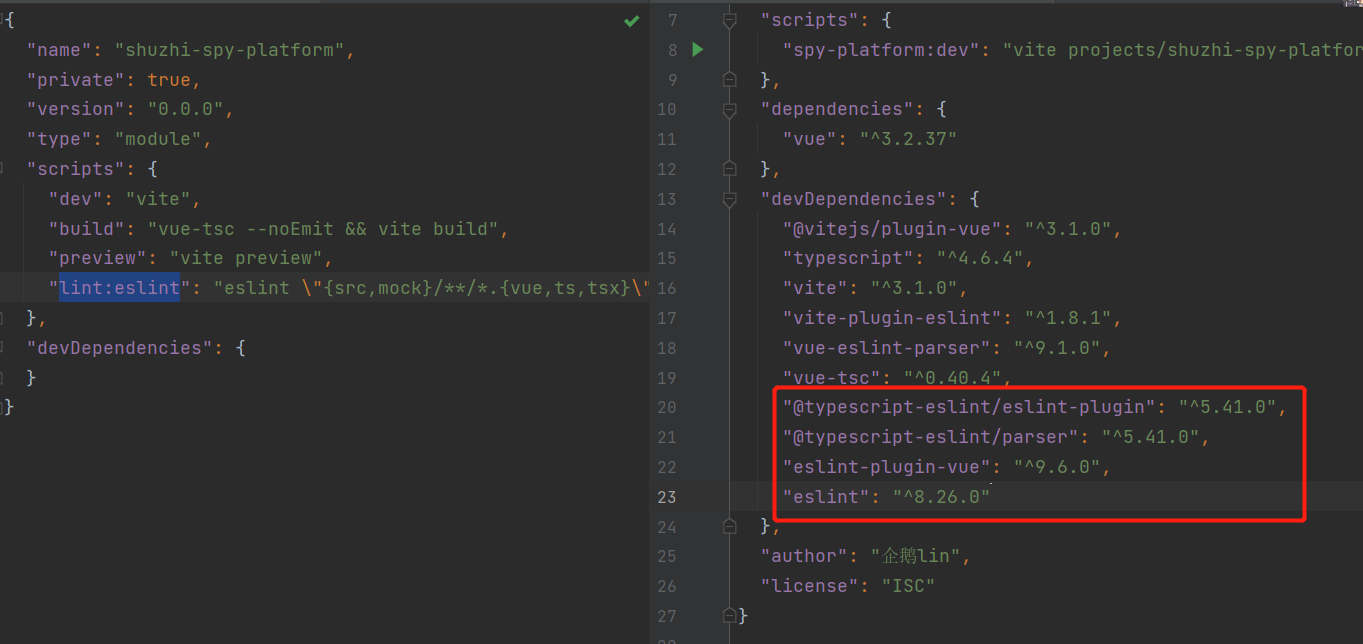 {
"name": "shuzhi-spy-platform",
"private": true,
"version": "0.0.0",
"type": "module",
"scripts": {
"dev": "vite",
"build": "vue-tsc --noEmit && vite build",
"preview": "vite preview",
"lint:eslint": "eslint \"{src,mock}/**/*.{vue,ts,tsx}\"
},
"devDependencies": {
}
}
7 "scripts": {
8 "spy-platform:dev": "vite projects/shuzhi-spy-platfor
9 },
10 "dependencies": {
11 "vue": "^3.2.37"
12 },
13 "devDependencies": {
14 "@vitejs/plugin-vue": "^3.1.0",
15 "typescript": "^4.6.4",
16 "vite": "^3.1.0",
17 "vite-plugin-eslint": "^1.8.1",
18 "vue-eslint-parser": "^9.1.0",
19 "vue-tsc": "^0.40.4",
20 "@typescript-eslint/eslint-plugin": "^5.41.0",
21 "@typescript-eslint/parser": "^5.41.0",
22 "eslint-plugin-vue": "^9.6.0",
23 "eslint": "^8.26.0"
24 },
25 "author": "企鹅lin",
26 "license": "ISC"
27 }